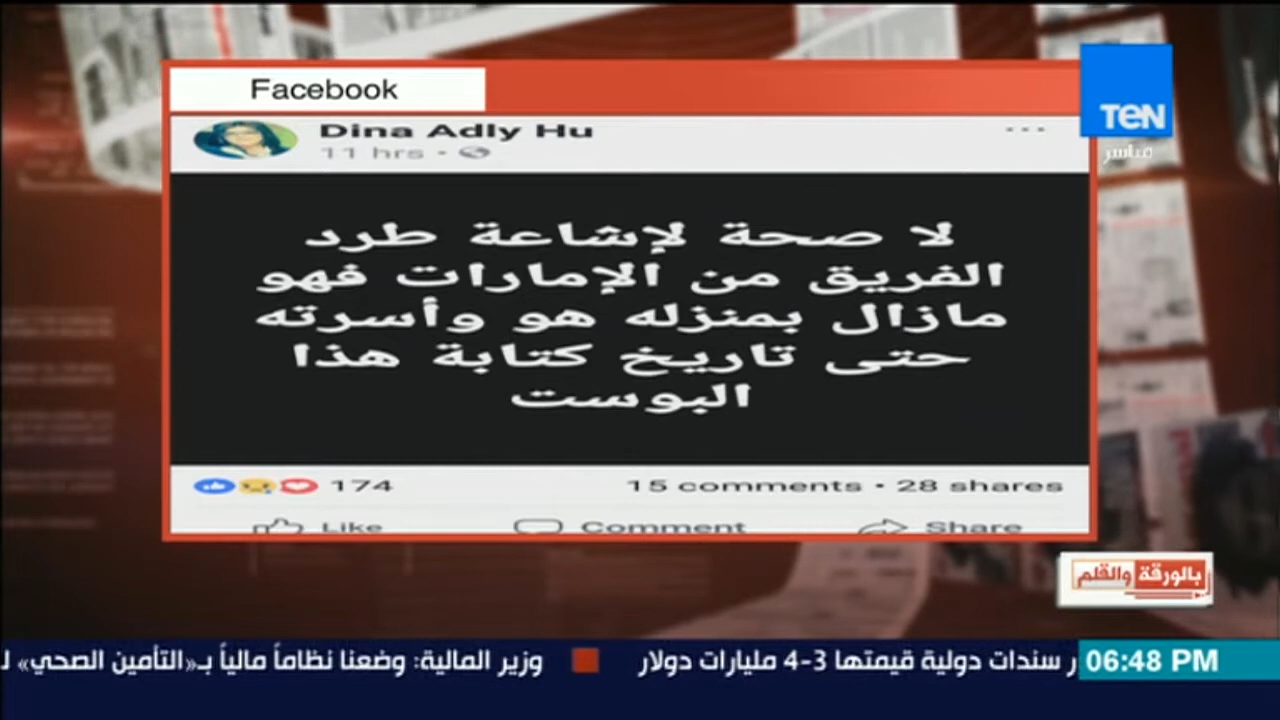 Facebook
TEN
مباشر
Dina Adly Hu
11 hrs
لا صحة لإشاعة طرد
الفريق من الإمارات فهو
مازال بمنزله هو وأسرته
حتى تاريخ كتابة هذا
البوست
174
15 comments • 28 shares
Like Comment Share
بالورقة والقلم
ر سندات دولية قيمتها 3-4 مليارات دولار
وزير المالية: وضعنا نظاماً مالياً بـ«التأمين الصحي» ل
06:48 PM